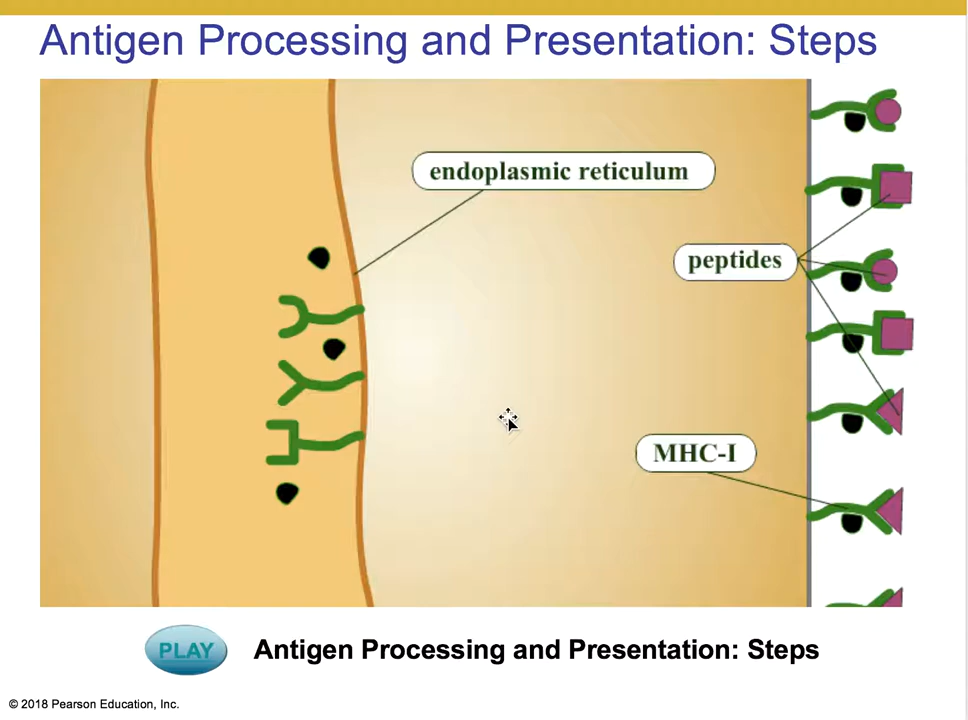 Antigen Processing and Presentation: Steps
endoplasmic reticulum
peptides
MHC-I
PLAY
Antigen Processing and Presentation: Steps
© 2018 Pearson Education, Inc.